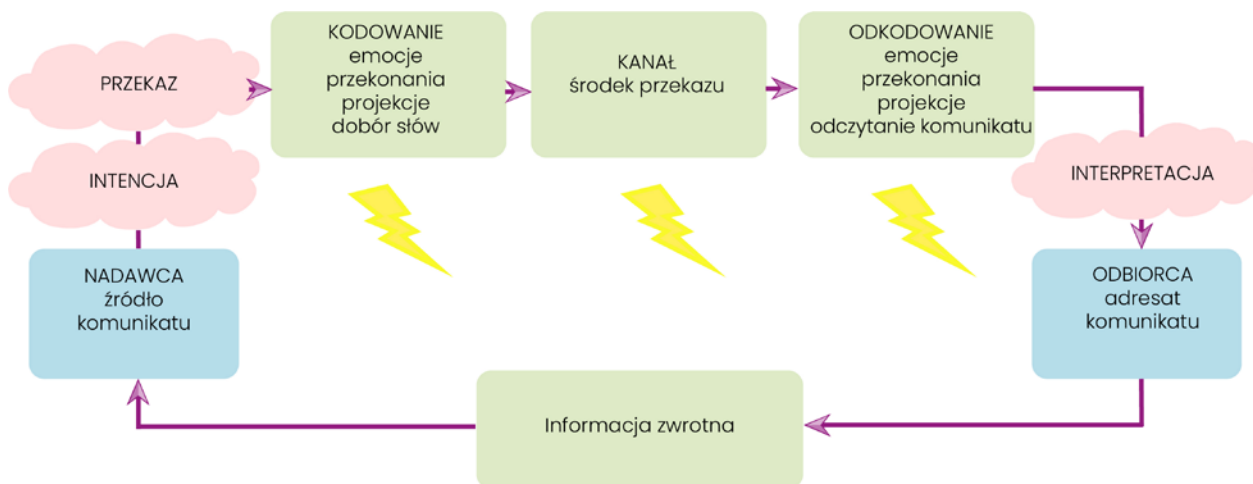 PRZEKAZ
INTENCJA
NADAWCA
źródło
komunikatu
KODOWANIE
emocje
przekonania
projekcje
dobór słów
KANAŁ
środek przekazu
ODKODOWANIE
emocje
przekonania
projekcje
odczytanie komunikatu
INTERPRETACJA
ODBIORCA
adresat
komunikatu
Informacja zwrotna